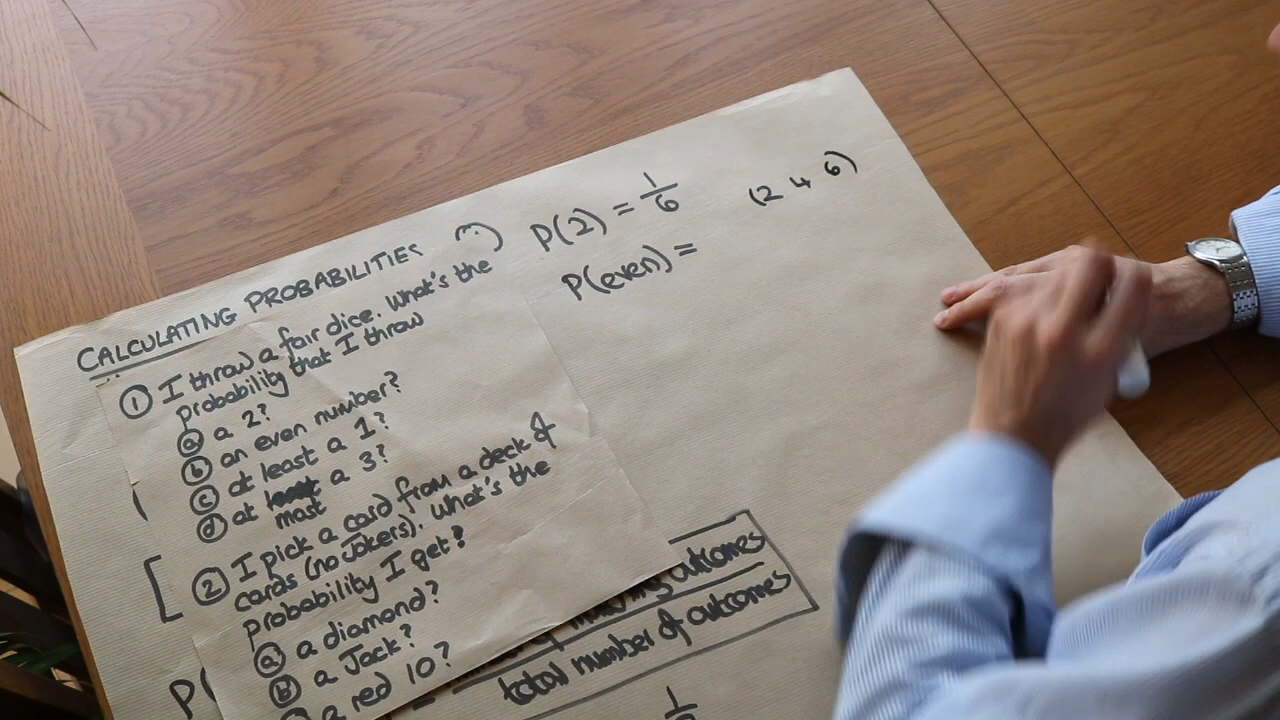 CALCULATING PROBABILITIES
① I throw a fair dice. What's the
probability that I throw
ⓐ a 2?
ⓑ an even number?
ⓒ at least a 1?
ⓓ at a 3?
most
② I pick a card from a deck of
cards (no Jokers). What's the
probability I get?
ⓐ a diamond?
ⓑ a Jack?
a red 10?
P(2) = 1/6
(2 4 6)
P(even) =
outcomes
total number of outcomes
P(
1